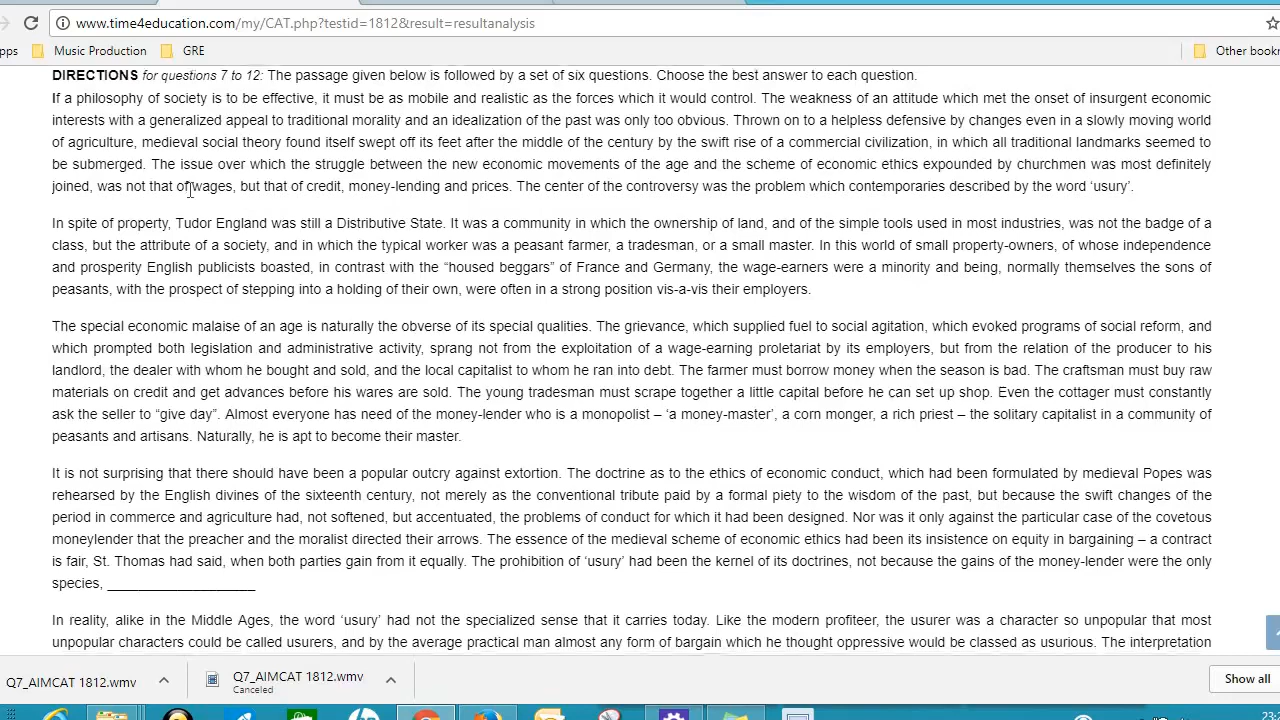 www.time4education.com/my/CAT.php?testid=1812&result=resultanalysis
pps Music Production GRE Other bookr
DIRECTIONS for questions 7 to 12: The passage given below is followed by a set of six questions. Choose the best answer to each question.
If a philosophy of society is to be effective, it must be as mobile and realistic as the forces which it would control. The weakness of an attitude which met the onset of insurgent economic
interests with a generalized appeal to traditional morality and an idealization of the past was only too obvious. Thrown on to a helpless defensive by changes even in a slowly moving world
of agriculture, medieval social theory found itself swept off its feet after the middle of the century by the swift rise of a commercial civilization, in which all traditional landmarks seemed to
be submerged. The issue over which the struggle between the new economic movements of the age and the scheme of economic ethics expounded by churchmen was most definitely
joined, was not that of wages, but that of credit, money-lending and prices. The center of the controversy was the problem which contemporaries described by the word ‘usury’.
In spite of property, Tudor England was still a Distributive State. It was a community in which the ownership of land, and of the simple tools used in most industries, was not the badge of a
class, but the attribute of a society, and in which the typical worker was a peasant farmer, a tradesman, or a small master. In this world of small property-owners, of whose independence
and prosperity English publicists boasted, in contrast with the “housed beggars” of France and Germany, the wage-earners were a minority and being, normally themselves the sons of
peasants, with the prospect of stepping into a holding of their own, were often in a strong position vis-a-vis their employers.
The special economic malaise of an age is naturally the obverse of its special qualities. The grievance, which supplied fuel to social agitation, which evoked programs of social reform, and
which prompted both legislation and administrative activity, sprang not from the exploitation of a wage-earning proletariat by its employers, but from the relation of the producer to his
landlord, the dealer with whom he bought and sold, and the local capitalist to whom he ran into debt. The farmer must borrow money when the season is bad. The craftsman must buy raw
materials on credit and get advances before his wares are sold. The young tradesman must scrape together a little capital before he can set up shop. Even the cottager must constantly
ask the seller to “give day”. Almost everyone has need of the money-lender who is a monopolist – ‘a money-master’, a corn monger, a rich priest – the solitary capitalist in a community of
peasants and artisans. Naturally, he is apt to become their master.
It is not surprising that there should have been a popular outcry against extortion. The doctrine as to the ethics of economic conduct, which had been formulated by medieval Popes was
rehearsed by the English divines of the sixteenth century, not merely as the conventional tribute paid by a formal piety to the wisdom of the past, but because the swift changes of the
period in commerce and agriculture had, not softened, but accentuated, the problems of conduct for which it had been designed. Nor was it only against the particular case of the covetous
moneylender that the preacher and the moralist directed their arrows. The essence of the medieval scheme of economic ethics had been its insistence on equity in bargaining – a contract
is fair, St. Thomas had said, when both parties gain from it equally. The prohibition of ‘usury’ had been the kernel of its doctrines, not because the gains of the money-lender were the only
species, ___________________
In reality, alike in the Middle Ages, the word ‘usury’ had not the specialized sense that it carries today. Like the modern profiteer, the usurer was a character so unpopular that most
unpopular characters could be called usurers, and by the average practical man almost any form of bargain which he thought oppressive would be classed as usurious. The interpretation
Q7_AIMCAT 1812.wmv
Q7_AIMCAT 1812.wmv
Canceled
Show all